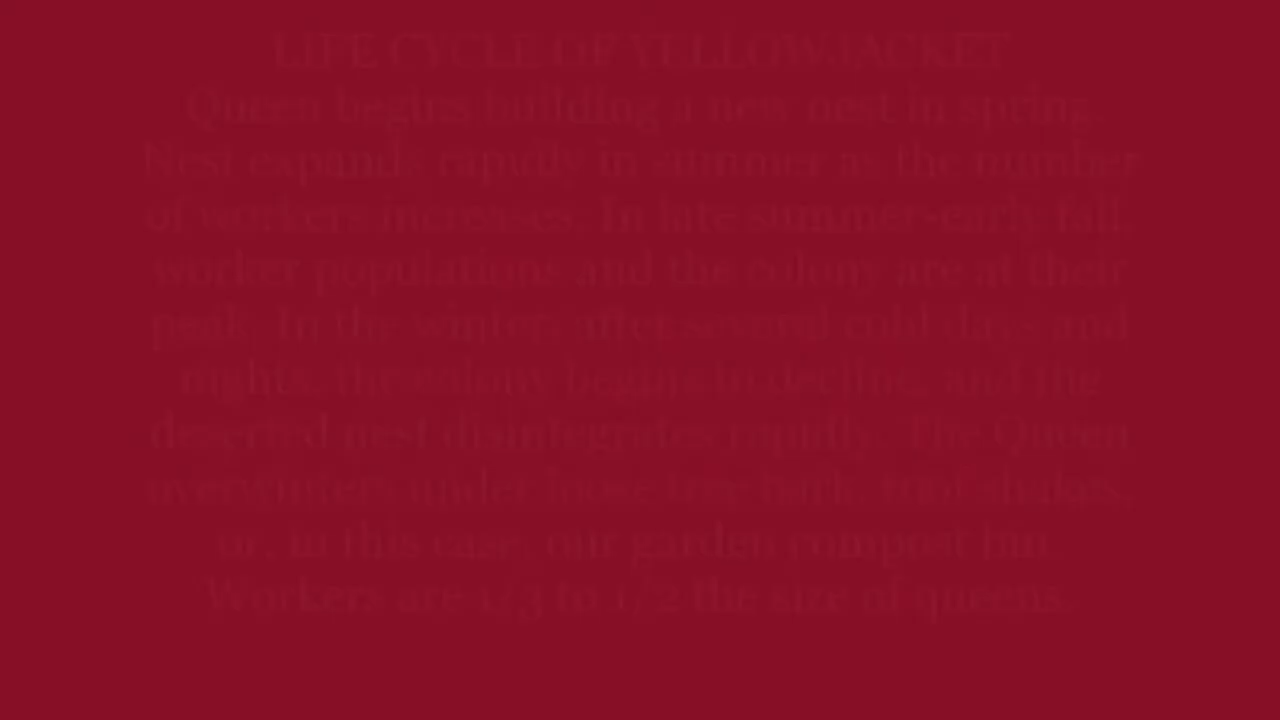 LIFE CYCLE OF YELLOWJACKET
Queen begins building a new nest in spring.
Nest expands rapidly in summer as the number
of workers increases. In late summer-early fall,
worker populations and the colony are at their
peak. In the winter, after several cold days and
nights, the colony begins to decline, and the
deserted nest disintegrates rapidly. The Queen
overwinters under loose tree bark, wood,
or, in this case, our garden compost bin.
Workers are 1/3 to 1/2 the size of queens.